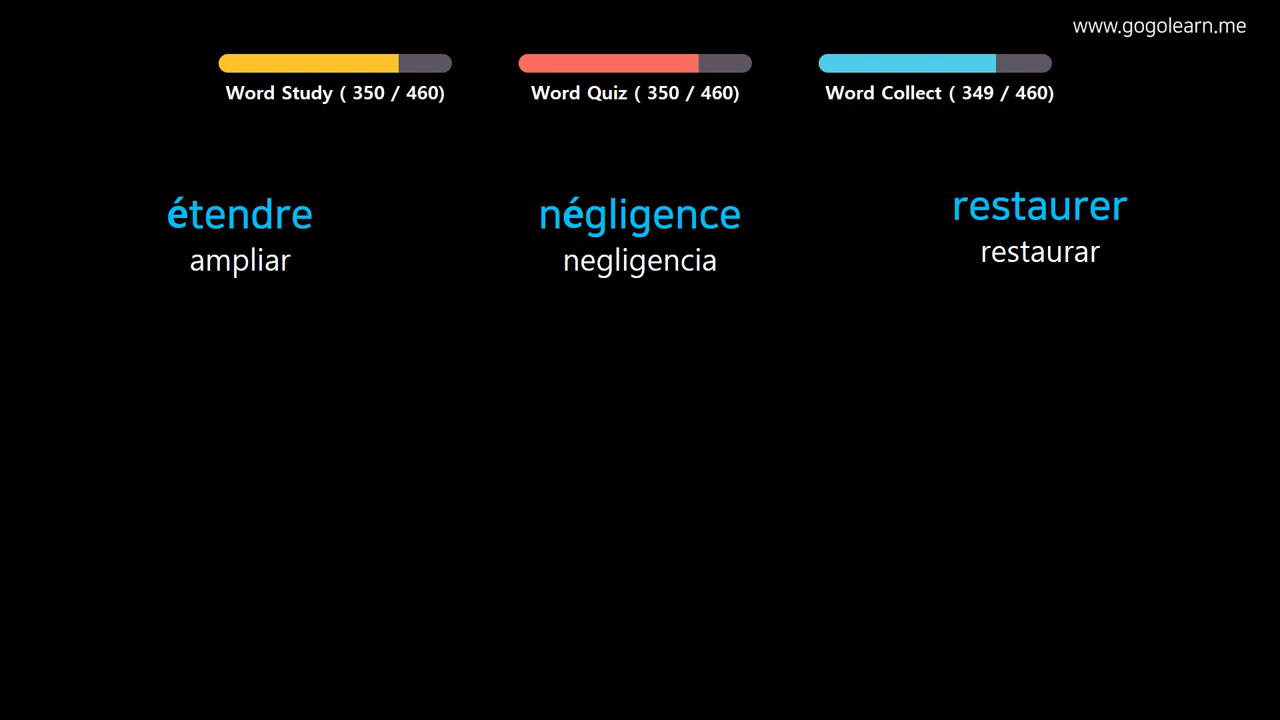 www.gogolearn.me
Word Study ( 350 / 460)
Word Quiz ( 350 / 460)
Word Collect ( 349 / 460)
étendre
ampliar
négligence
negligencia
restaurer
restaurar